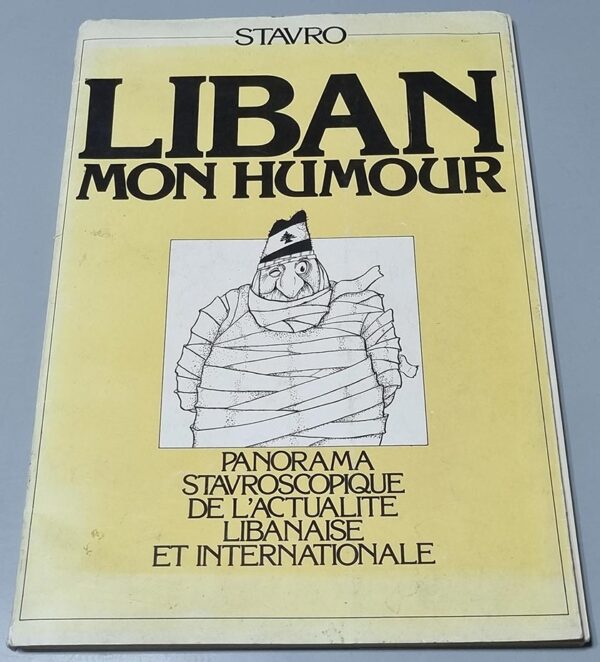 STAVRO
LIBAN
MON HUMOUR
PANORAMA
STAVROSCOPIQUE
DE L'ACTUALITE
LIBANAISE
ET INTERNATIONALE